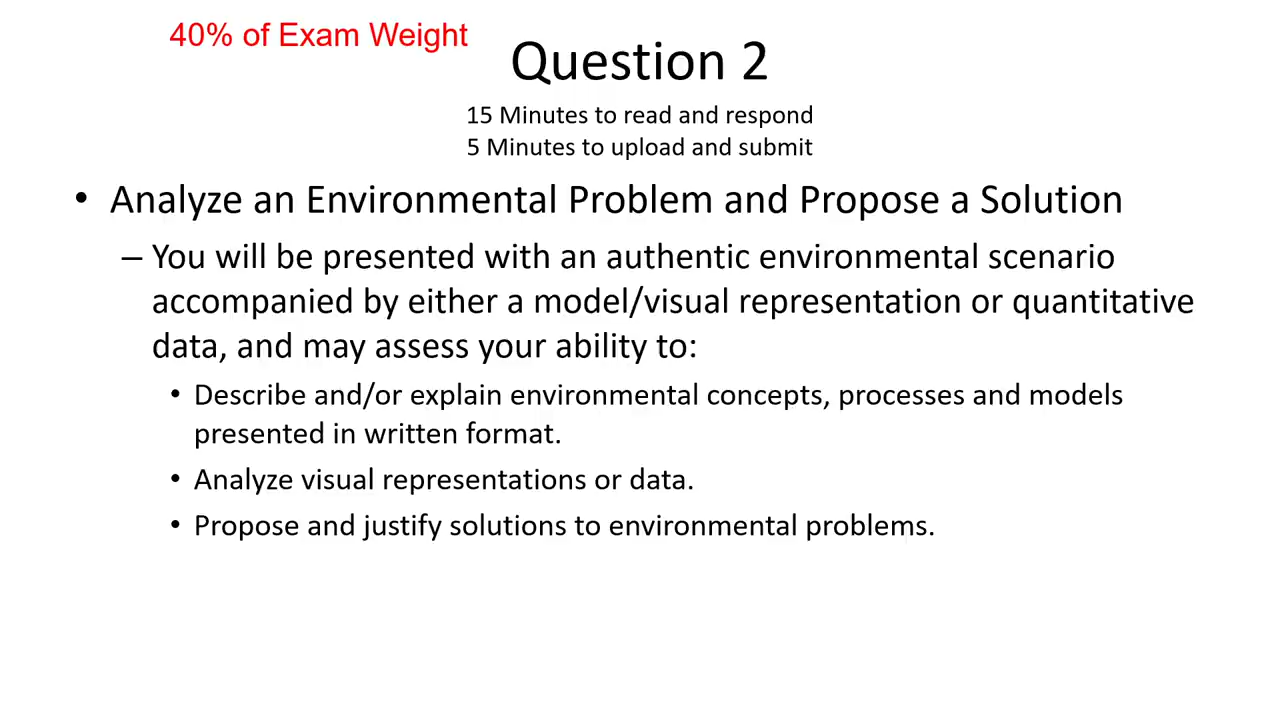 40% of Exam Weight
Question 2
15 Minutes to read and respond
5 Minutes to upload and submit
• Analyze an Environmental Problem and Propose a Solution
– You will be presented with an authentic environmental scenario
accompanied by either a model/visual representation or quantitative
data, and may assess your ability to:
• Describe and/or explain environmental concepts, processes and models
presented in written format.
• Analyze visual representations or data.
• Propose and justify solutions to environmental problems.